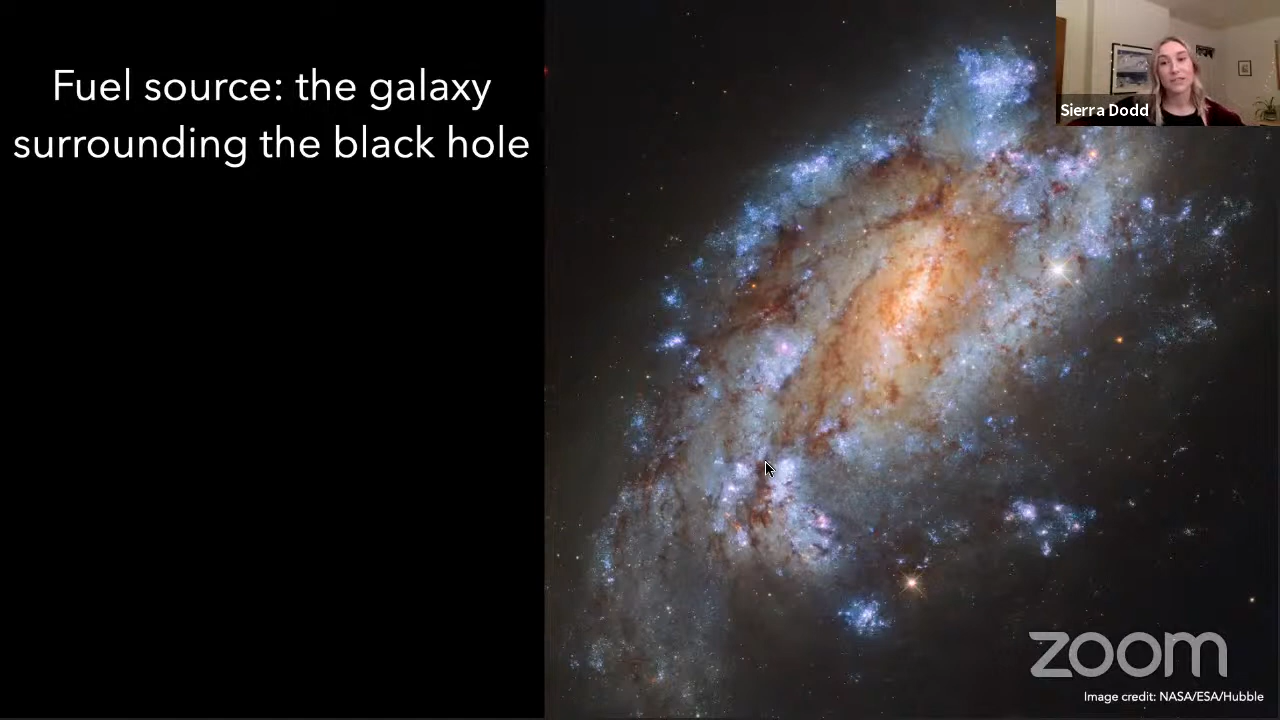 Fuel source: the galaxy
surrounding the black hole
Sierra Dodd
zoom
Image credit: NASA/ESA/Hubble